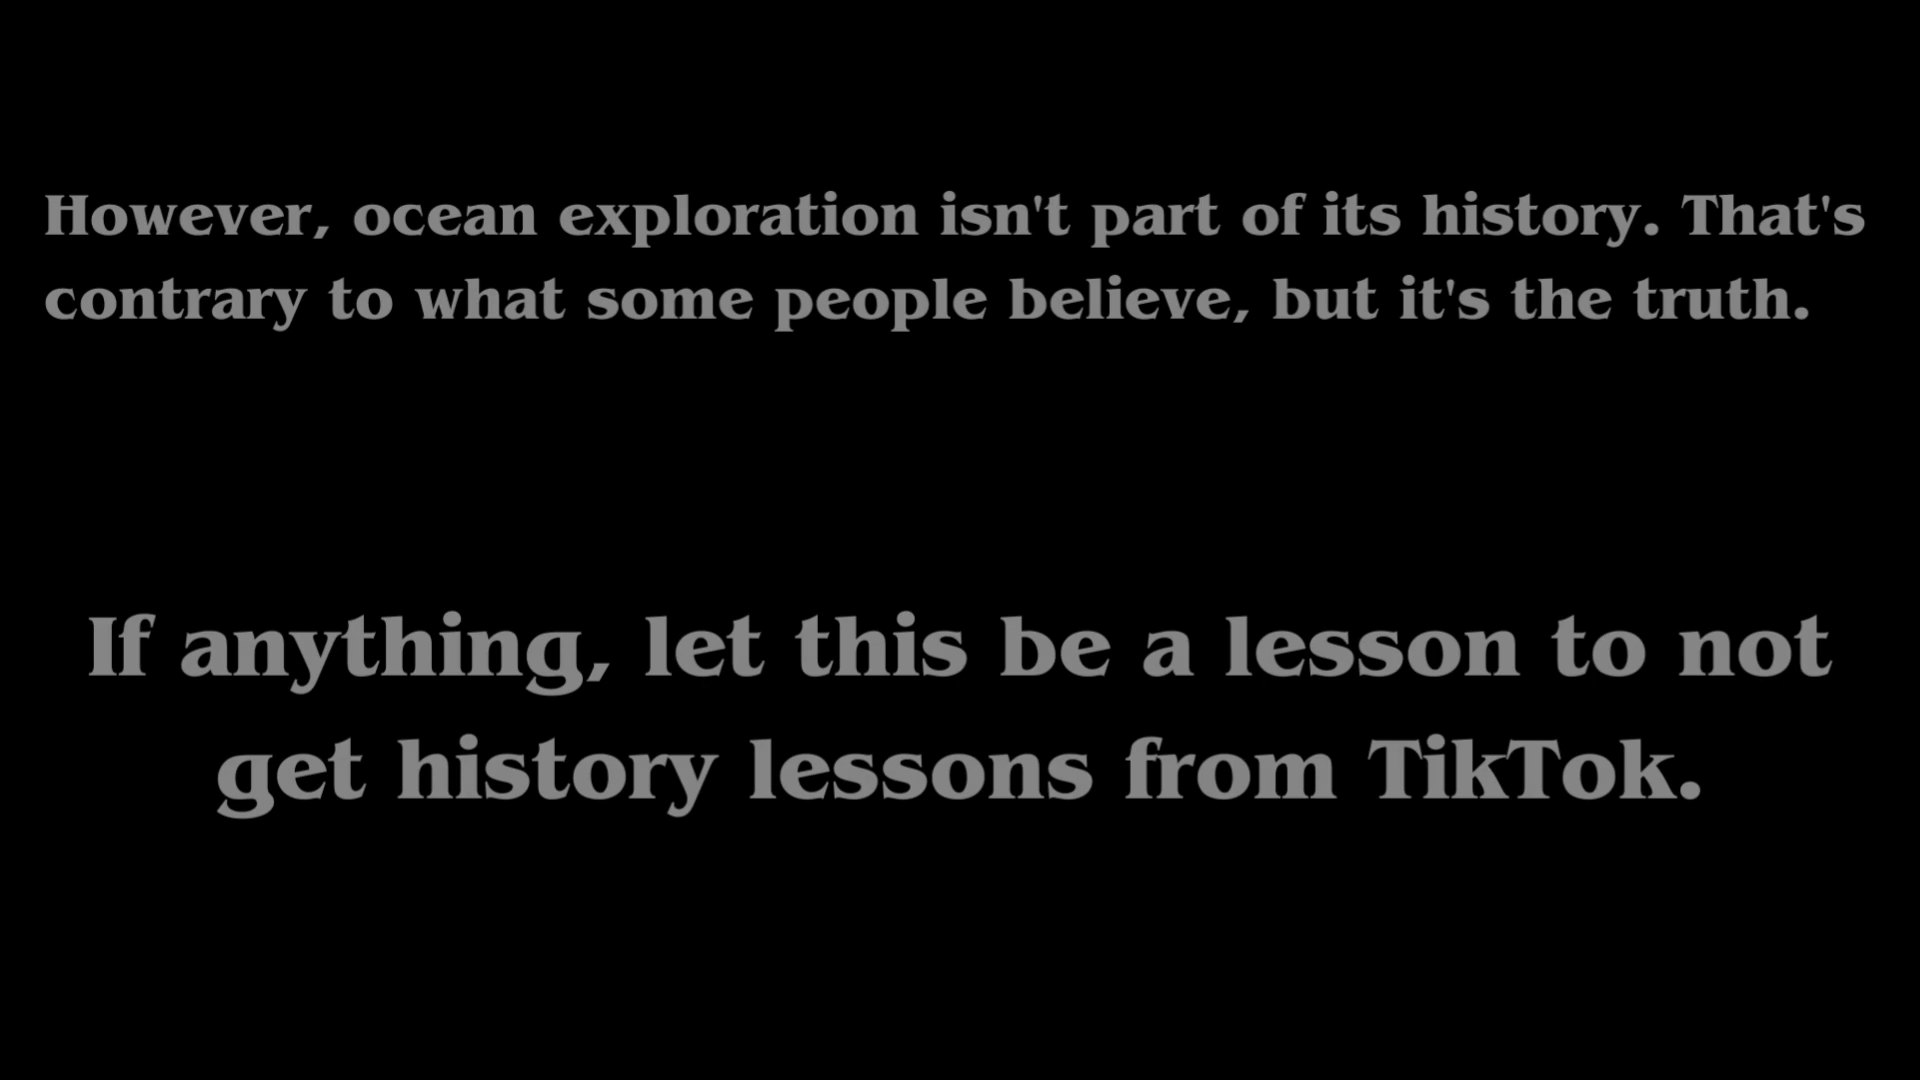 However, ocean exploration isn't part of its history. That's
contrary to what some people believe, but it's the truth.
If anything, let this be a lesson to not
get history lessons from TikTok.